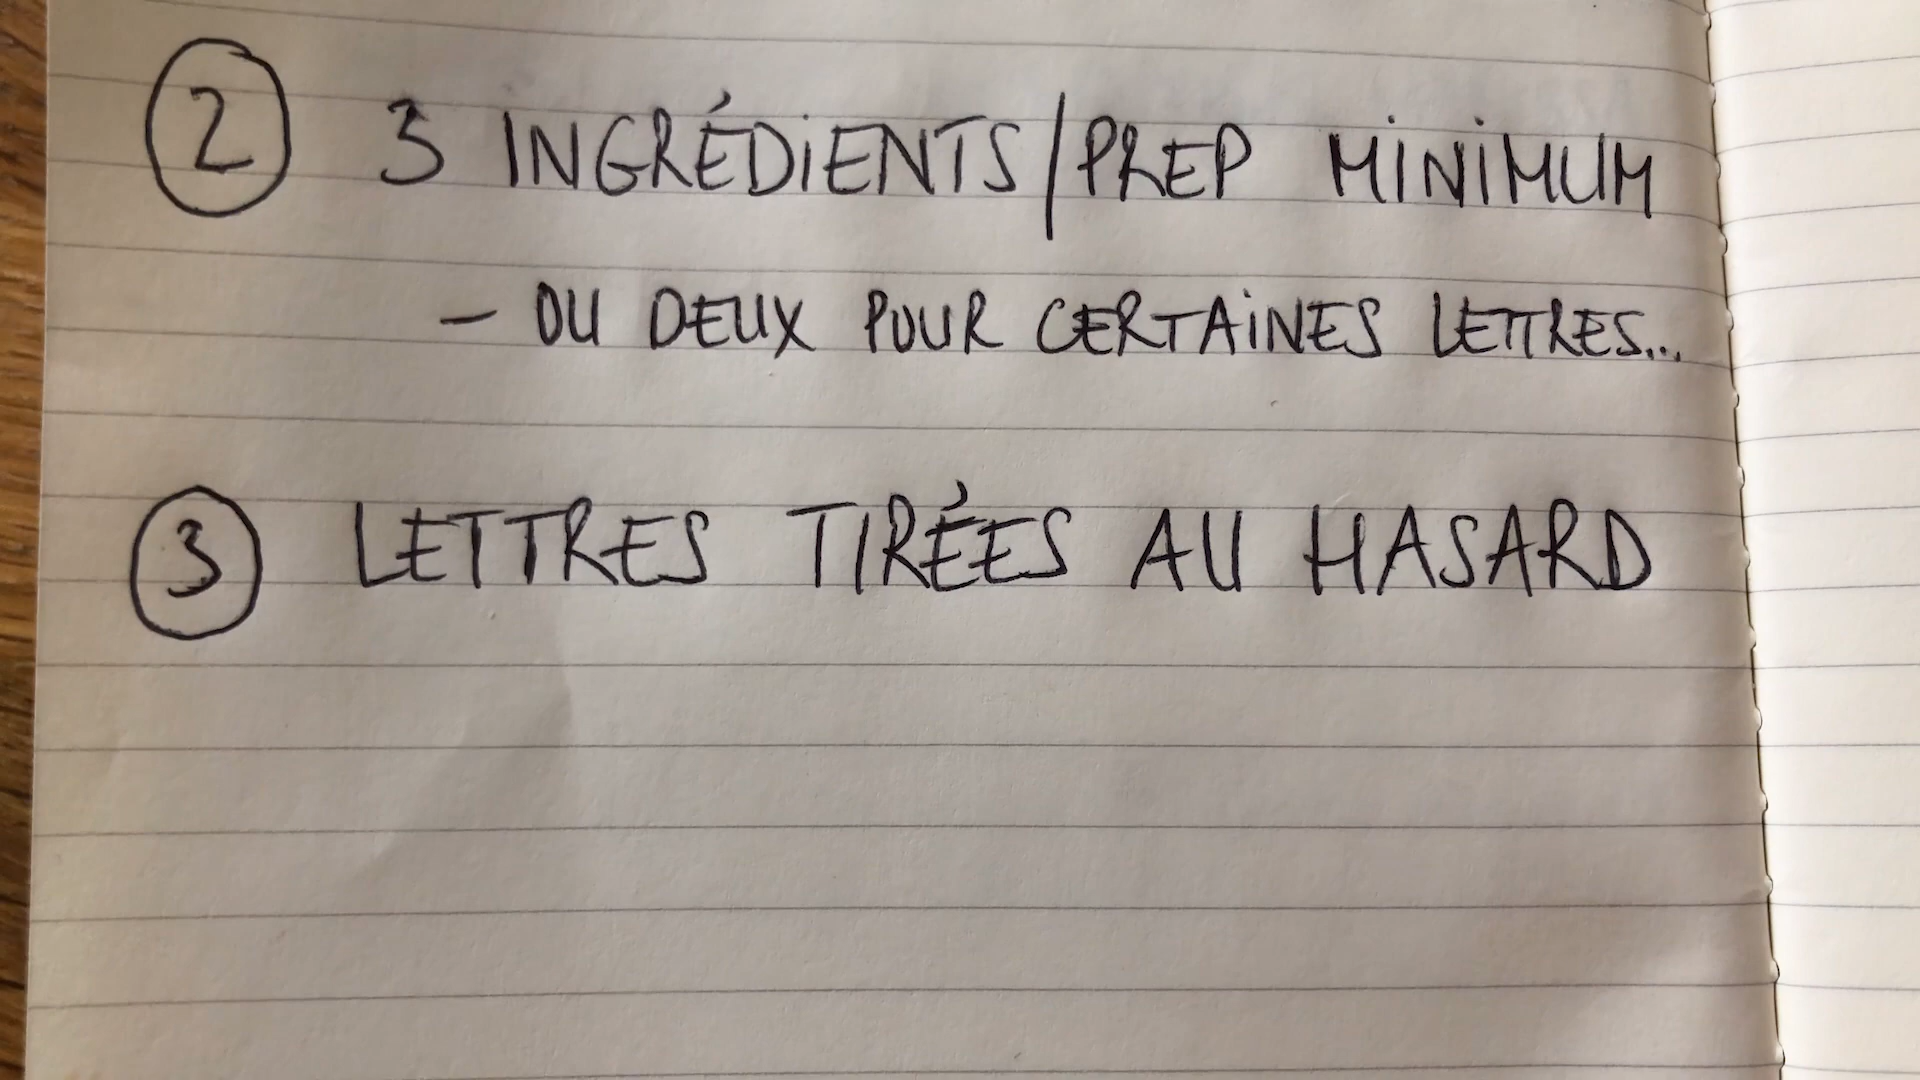 2 3 INGRÉDIENTS/PREP MINIMUM
- OU DEUX POUR CERTAINES LETTRES...
3 LETTRES TIRÉES AU HASARD